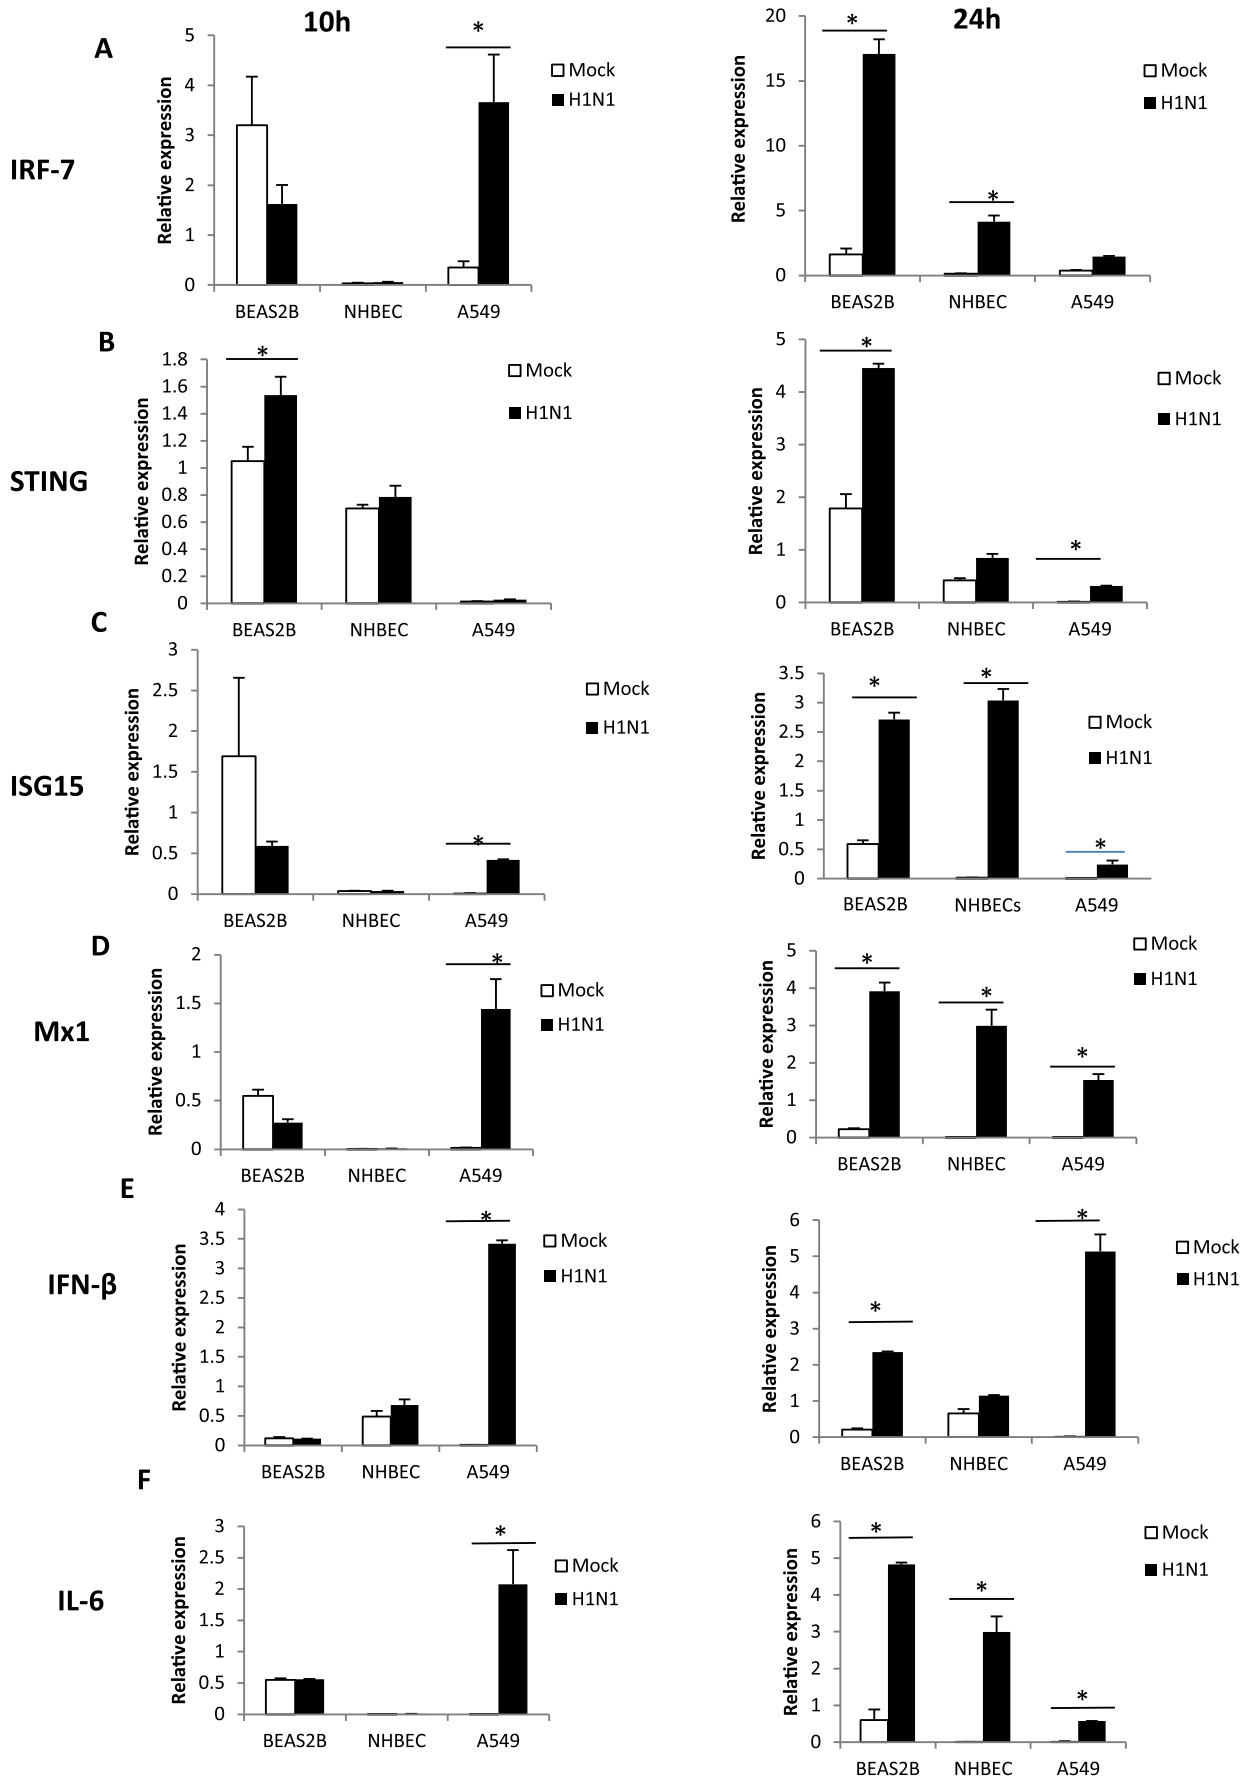 10h
24h
A
IRF-7
Relative expression
5
4
3
2
1
0
*
BEAS2B NHBEC A549
Mock
H1N1
Relative expression
20
15
10
5
0
*
*
BEAS2B NHBEC A549
Mock
H1N1
B
STING
Relative expression
1.8
1.6
1.4
1.2
1
0.8
0.6
0.4
0.2
0
*
BEAS2B NHBEC A549
Mock
H1N1
Relative expression
5
4
3
2
1
0
*
*
BEAS2B NHBEC A549
Mock
H1N1
C
ISG15
Relative expression
3
2.5
2
1.5
1
0.5
0
*
BEAS2B NHBEC A549
Mock
H1N1
Relative expression
3.5
3
2.5
2
1.5
1
0.5
0
*
*
*
BEAS2B NHBECs A549
Mock
H1N1
D
Mx1
Relative expression
2
1.5
1
0.5
0
*
BEAS2B NHBEC A549
Mock
H1N1
Relative expression
5
4
3
2
1
0
*
*
*
BEAS2B NHBEC A549
Mock
H1N1
E
IFN-β
Relative expression
4
3.5
3
2.5
2
1.5
1
0.5
0
*
BEAS2B NHBEC A549
Mock
H1N1
Relative expression
6
5
4
3
2
1
0
*
*
BEAS2B NHBEC A549
Mock
H1N1
F
IL-6
Relative expression
3
2.5
2
1.5
1
0.5
0
*
BEAS2B NHBEC A549
Mock
H1N1
Relative expression
6
5
4
3
2
1
0
*
*
*
BEAS2B NHBEC A549
Mock
H1N1